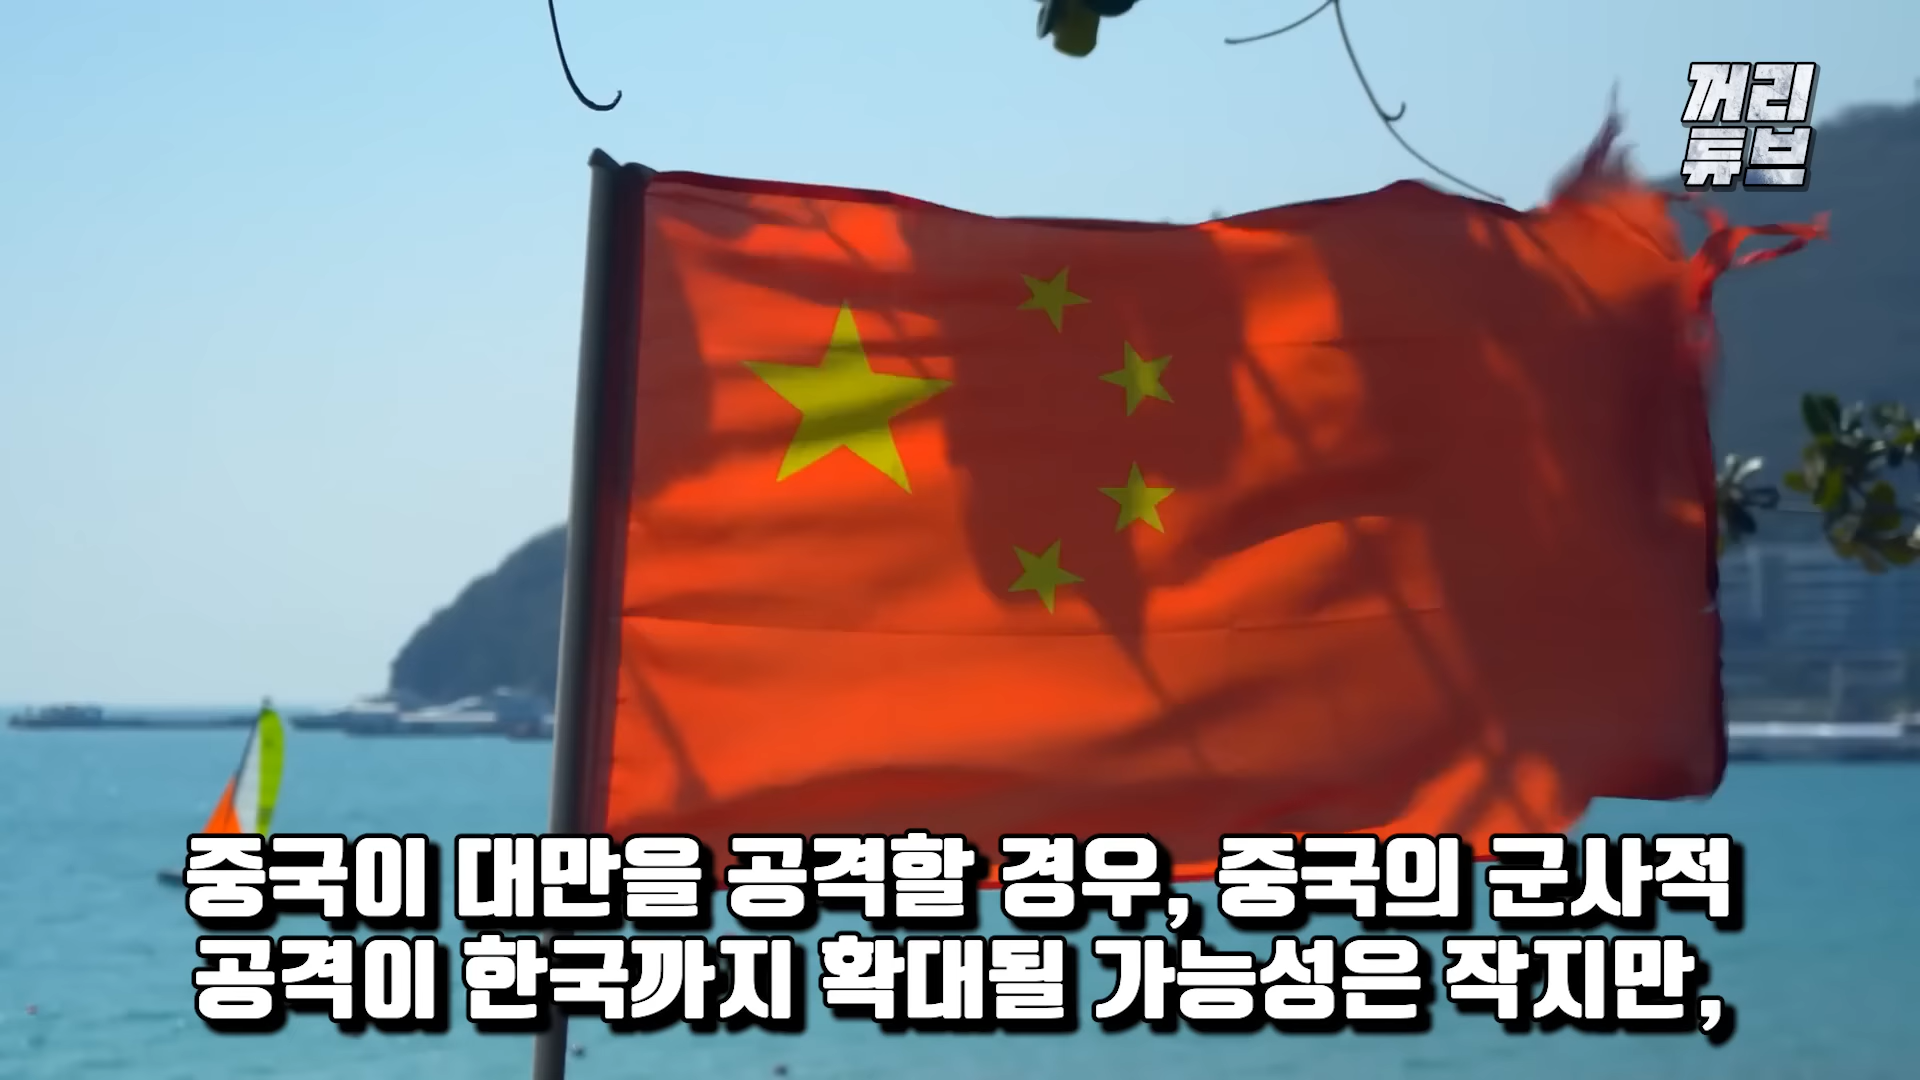 꺼리
튜브
중국이 대만을 공격할 경우, 중국의 군사적
공격이 한국까지 확대될 가능성은 작지만,